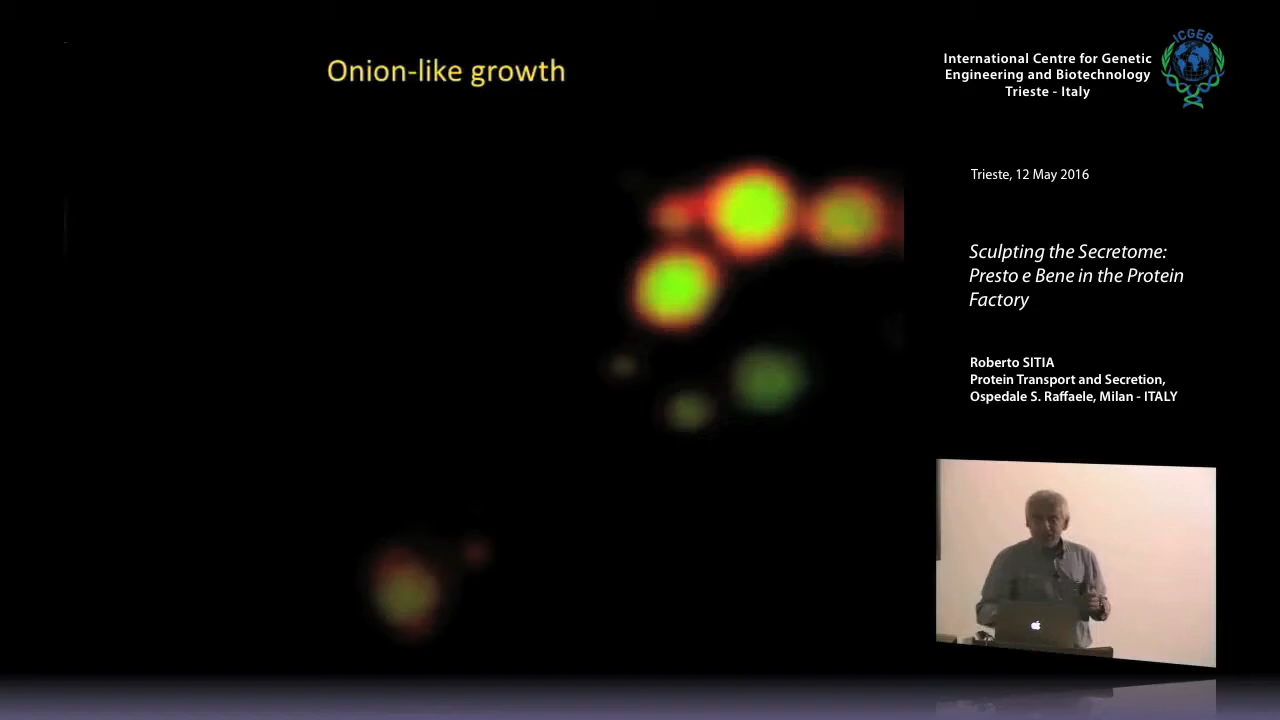 Onion-like growth
International Centre for Genetic
Engineering and Biotechnology
Trieste - Italy
ICGEB
Trieste, 12 May 2016
Sculpting the Secretome:
Presto e Bene in the Protein
Factory
Roberto SITIA
Protein Transport and Secretion,
Ospedale S. Raffaele, Milan - ITALY